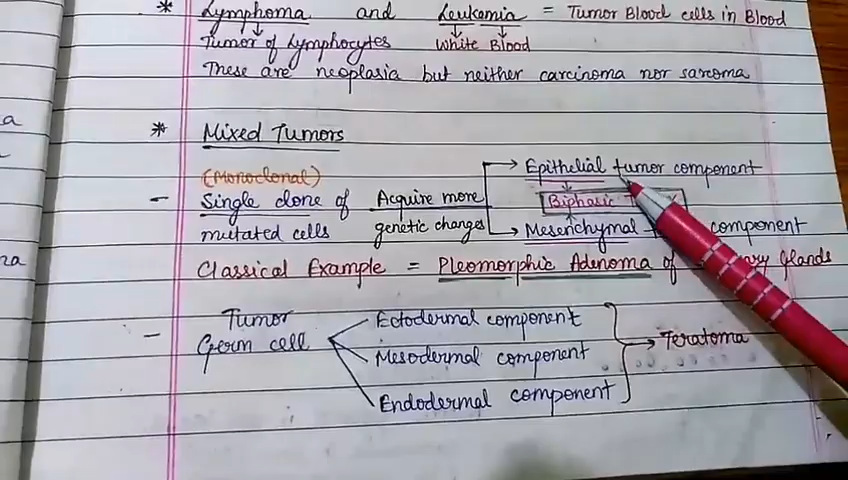 * Lymphoma and Leukemia = Tumor Blood cells in Blood
Tumor of Lymphocytes White Blood
These are neoplasia but neither carcinoma nor sarcoma
* Mixed Tumors
(Monoclonal)
- Single clone of mutated cells
Acquire more genetic changes
Epithelial tumor component
Biphasic
Mesenchymal component
Classical Example = Pleomorphic Adenoma of Glands
- Tumor Germ cell
Ectodermal component
Mesodermal component
Endodermal component
Teratoma
a
na